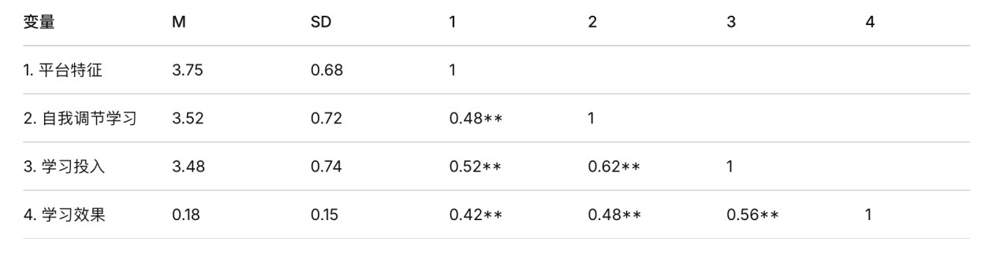 变量 M SD 1 2 3 4
1. 平台特征 3.75 0.68 1
2. 自我调节学习 3.52 0.72 0.48** 1
3. 学习投入 3.48 0.74 0.52** 0.62** 1
4. 学习效果 0.18 0.15 0.42** 0.48** 0.56** 1